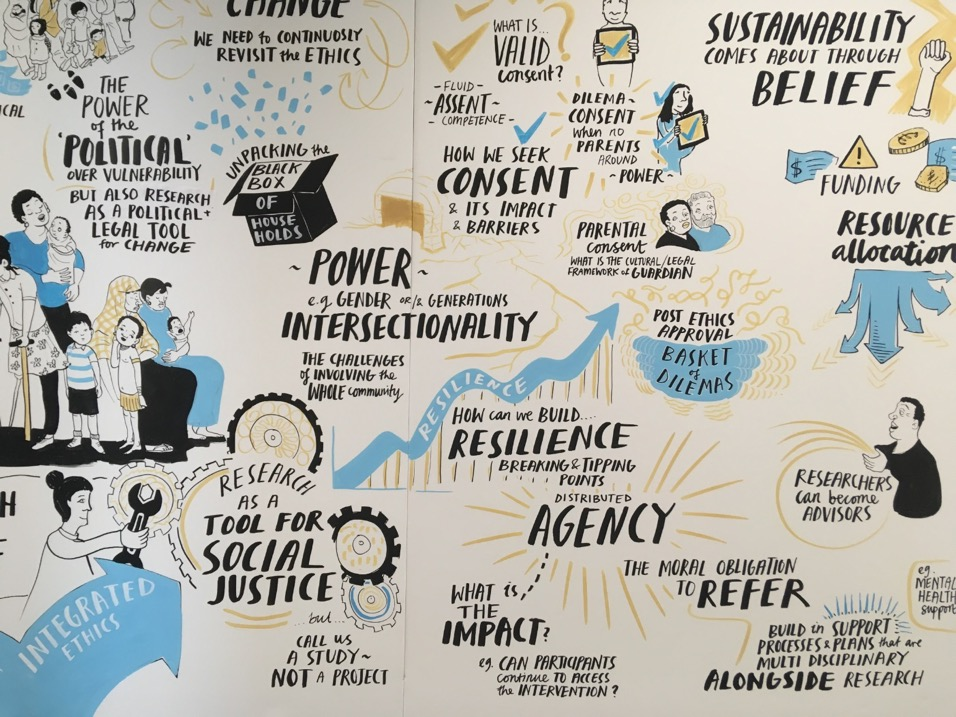 CHANGE
WE NEED to CONTINUOSLY
REVISIT the ETHICS
THE
POWER
of the
'POLITICAL'
OVER VULNERABILITY
BUT ALSO RESEARCH
AS A POLITICAL +
LEGAL TOOL
for CHANGE
UNPACKING the
BLACK
BOX
OF
HOUSE
HOLDS
~ POWER ~
e.g. GENDER or/& GENERATIONS
INTERSECTIONALITY
THE CHALLENGES
of INVOLVING the
WHOLE community
RESEARCH
AS A
TOOL FOR
SOCIAL
JUSTICE
...but...
CALL US
A STUDY ~
NOT A PROJECT
INTEGRATED
ETHICS
WHAT IS...
VALID
consent?
- FLUID -
~ ASSENT ~
- COMPETENCE -
HOW WE SEEK
CONSENT
& ITS IMPACT
& BARRIERS
DILEMA ~
CONSENT
when no
PARENTS
AROUND
~ POWER ~
PARENTAL
consent
WHAT IS THE CULTURAL/LEGAL
FRAMEWORK of GUARDIAN
POST ETHICS
APPROVAL
BASKET
of
DILEMAS
RESILIENCE
HOW can we BUILD....
RESILIENCE
BREAKING & TIPPING
POINTS
DISTRIBUTED
AGENCY
WHAT is,
THE
IMPACT?
eg. CAN PARTICIPANTS
continue TO ACCESS
the INTERVENTION?
SUSTAINABILITY
COMES ABOUT THROUGH
BELIEF
$
!
$
FUNDING
RESOURCE
allocation
RESEARCHERS
can become
ADVISORS
THE MORAL OBLIGATION
TO REFER
BUILD in SUPPORT
PROCESSES & PLANS that are
MULTI DISCIPLINARY
ALONGSIDE RESEARCH
eg.
MENTAL
HEALTH
support